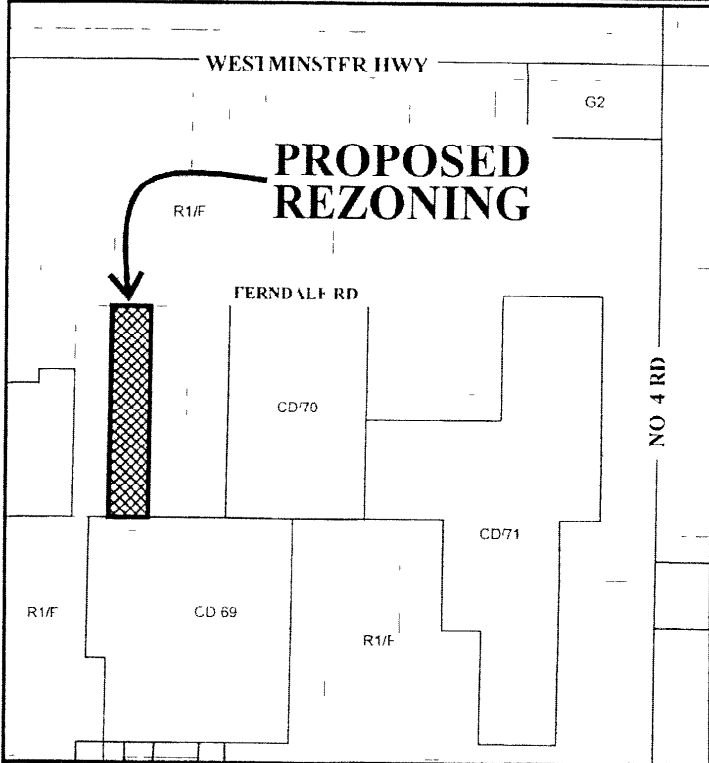 WESTMINSTER HWY
G2
PROPOSED
REZONING
R1/F
FERNDALE RD
CD/70
NO 4 RD
CD/71
R1/F
CD 69
R1/F